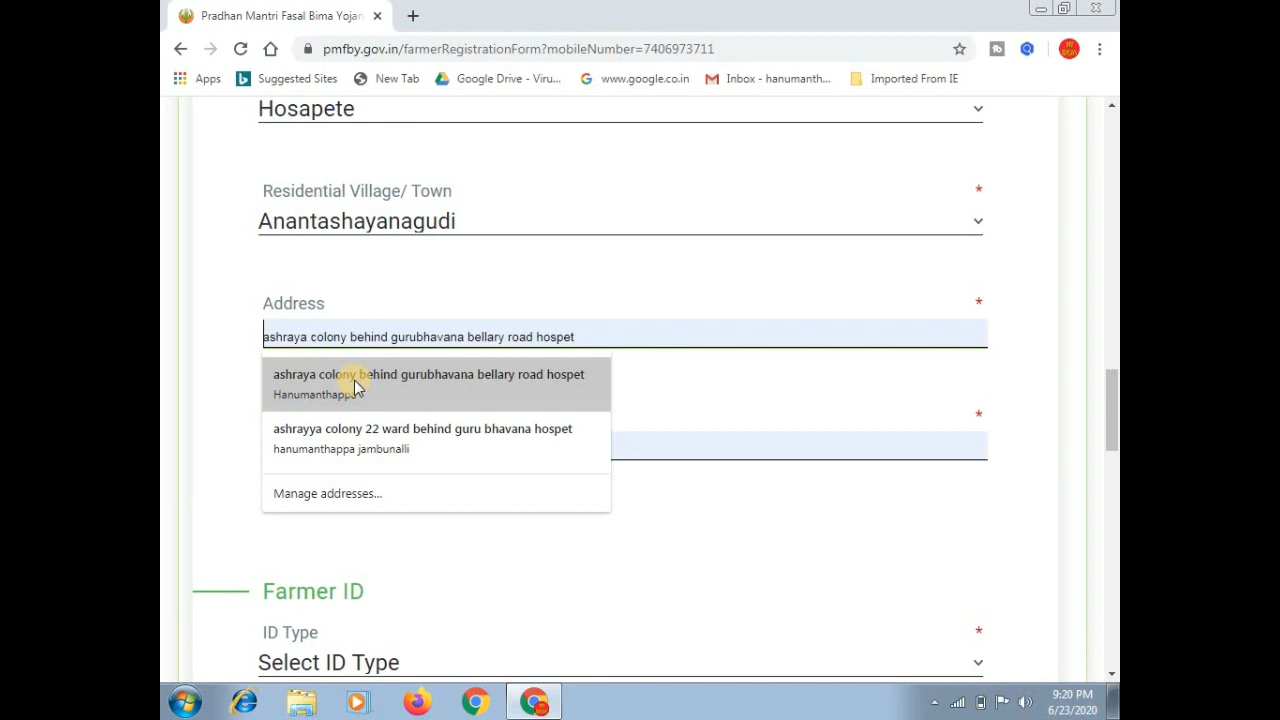 Pradhan Mantri Fasal Bima Yojan
pmfby.gov.in/farmerRegistrationForm?mobileNumber=7406973711
Apps
Suggested Sites
New Tab
Google Drive - Viru...
www.google.co.in
Inbox - hanumanth...
Imported From IE
Hosapete
Residential Village/ Town *
Anantashayanagudi
Address *
ashraya colony behind gurubhavana bellary road hospet
ashraya colony behind gurubhavana bellary road hospet
Hanumanthappa
*
ashrayya colony 22 ward behind guru bhavana hospet
hanumanthappa jambunalli
Manage addresses...
Farmer ID
ID Type *
Select ID Type
9:20 PM
6/23/2020